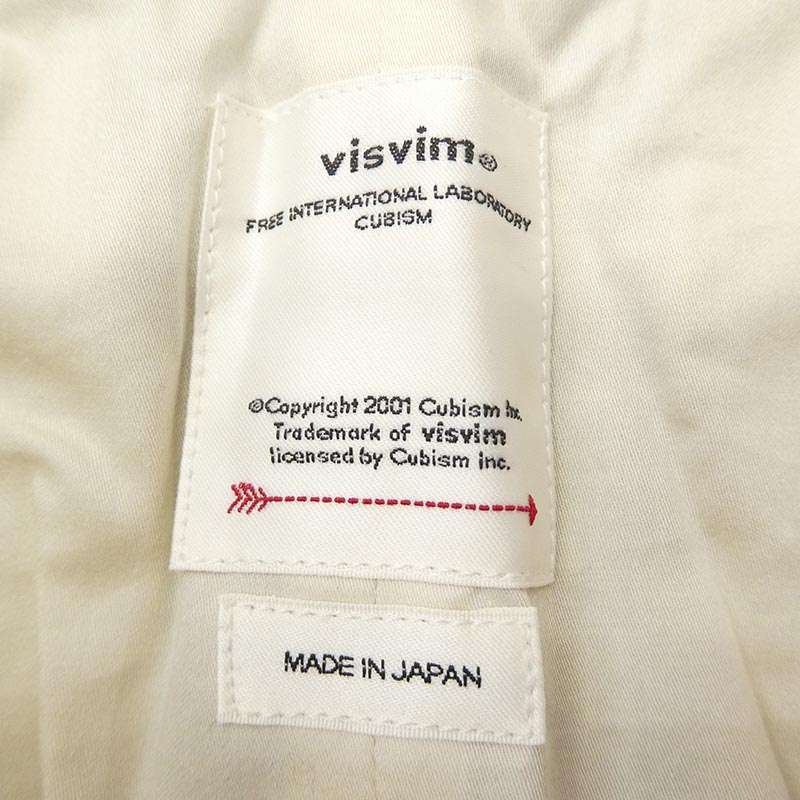 visvim®
FREE INTERNATIONAL LABORATORY
CUBISM
©Copyright 2001 Cubism Inc.
Trademark of visvim
licensed by Cubism inc.
MADE IN JAPAN